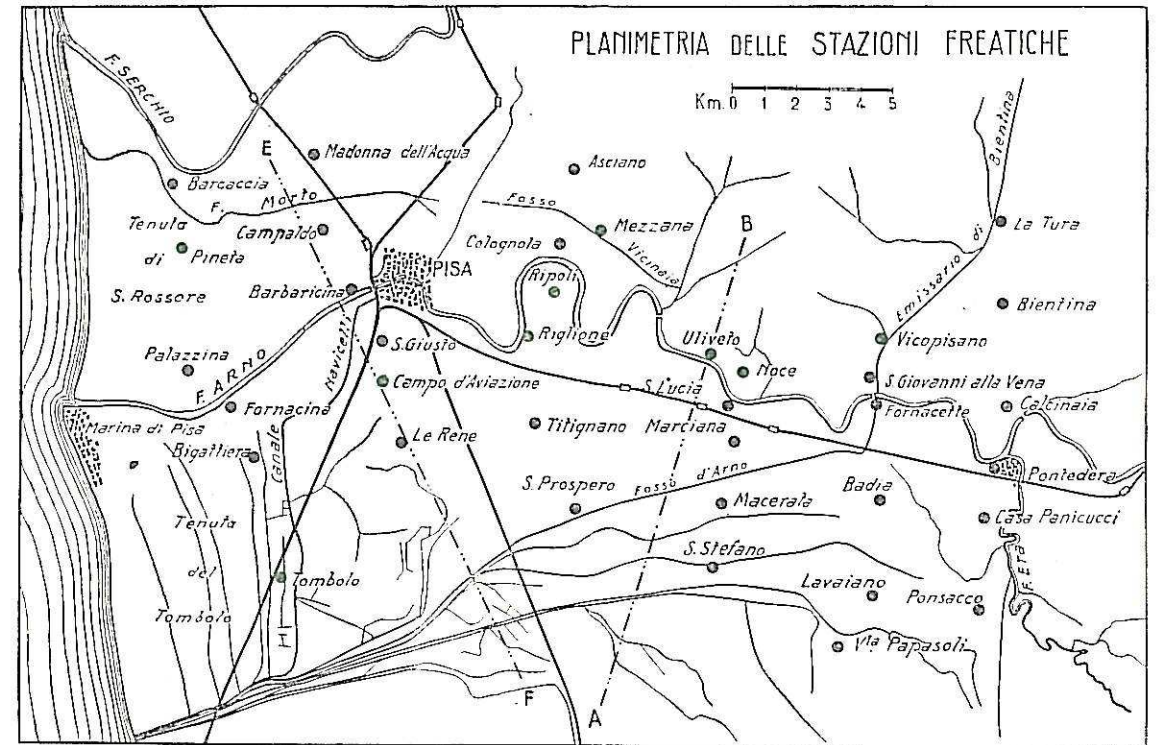 PLANIMETRIA DELLE STAZIONI FREATICHE
Km. 0 1 2 3 4 5
F. SERCHIO
Bientina
di
Emissario
E
Madonna dell'Acqua
Asciano
Barcaccia
F. Morto
Fosso
Vicinaia
Mezzana
B
La Tura
Tenuta
di
S. Rossore
Pineta
Campaldo
Colognola
PISA
Ripoli
Barbaricina
Bientina
Riglione
Uliveto
Vicopisano
Navicelli
Canale
S. Giusto
Palazzina
F. ARNO
Campo d'Aviazione
Noce
S. Giovanni alla Vena
S. Lucia
Fornacina
Fornacette
Calcinaia
Marina di Pisa
Titignano
Marciana
Le Rene
Bigattiera
Pontedera
Fosso d'Arno
S. Prospero
Macerata
Badia
Casa Panicucci
Tenuta
del
Tombolo
S. Stefano
Tombolo
F. ERA
Lavaiano
Ponsacco
Vla Papasoli
F
A